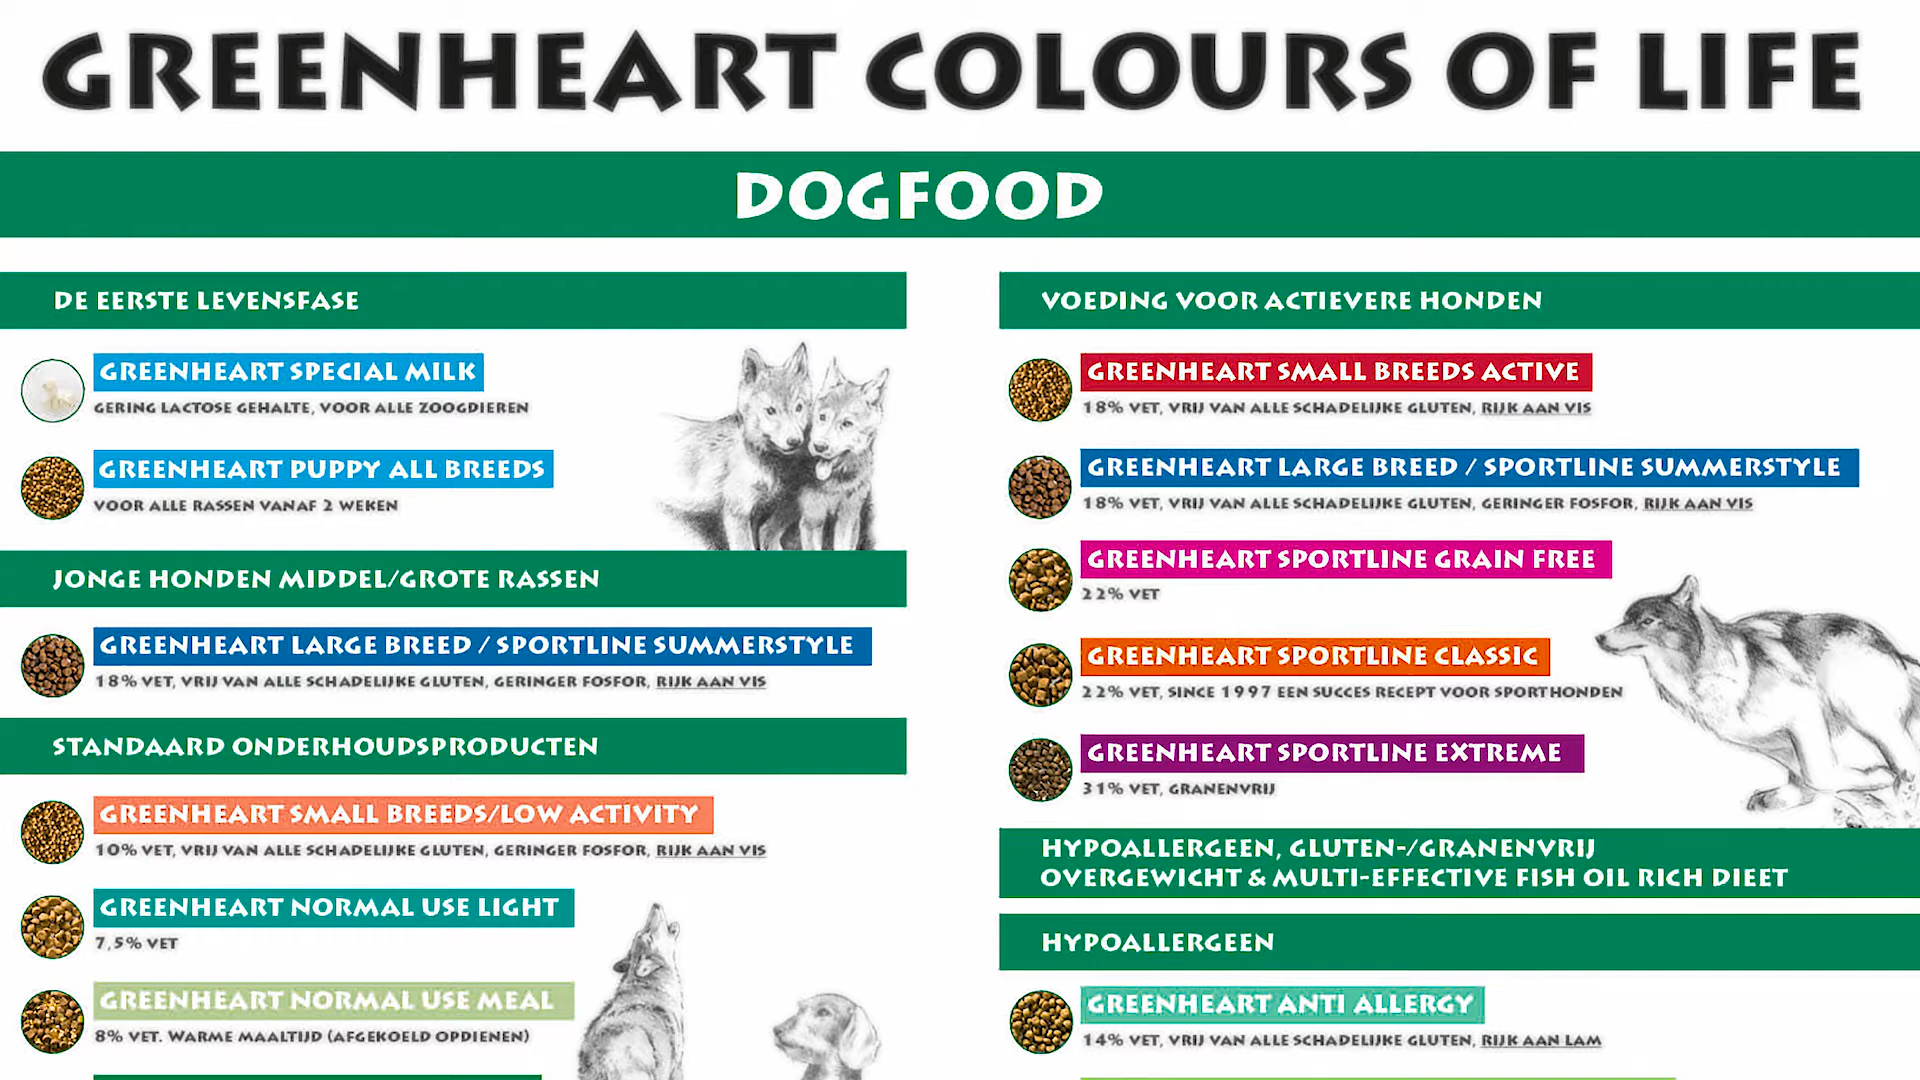 GREENHEART COLOURS OF LIFE
DOGFOOD
DE EERSTE LEVENSFASE
GREENHEART SPECIAL MILK
GERING LACTOSE GEHALTE, VOOR ALLE ZOOGDIEREN
GREENHEART PUPPY ALL BREEDS
VOOR ALLE RASSEN VANAF 2 WEKEN
JONGE HONDEN MIDDEL/GROTE RASSEN
GREENHEART LARGE BREED / SPORTLINE SUMMERSTYLE
18% VET, VRIJ VAN ALLE SCHADELIJKE GLUTEN, GERINGER FOSFOR, RIJK AAN VIS
STANDAARD ONDERHOUDSPRODUCTEN
GREENHEART SMALL BREEDS/LOW ACTIVITY
10% VET, VRIJ VAN ALLE SCHADELIJKE GLUTEN, GERINGER FOSFOR, RIJK AAN VIS
GREENHEART NORMAL USE LIGHT
7,5% VET
GREENHEART NORMAL USE MEAL
8% VET. WARME MAALTIJD (AFGEKOELD OPDIENEN)
VOEDING VOOR ACTIEVERE HONDEN
GREENHEART SMALL BREEDS ACTIVE
18% VET, VRIJ VAN ALLE SCHADELIJKE GLUTEN, RIJK AAN VIS
GREENHEART LARGE BREED / SPORTLINE SUMMERSTYLE
18% VET, VRIJ VAN ALLE SCHADELIJKE GLUTEN, GERINGER FOSFOR, RIJK AAN VIS
GREENHEART SPORTLINE GRAIN FREE
22% VET
GREENHEART SPORTLINE CLASSIC
22% VET, SINCE 1997 EEN SUCCES RECEPT VOOR SPORTHONDEN
GREENHEART SPORTLINE EXTREME
31% VET, GRANENVRIJ
HYPOALLERGEEN, GLUTEN-/GRANENVRIJ
OVERGEWICHT & MULTI-EFFECTIVE FISH OIL RICH DIEET
HYPOALLERGEEN
GREENHEART ANTI ALLERGY
14% VET, VRIJ VAN ALLE SCHADELIJKE GLUTEN, RIJK AAN LAM